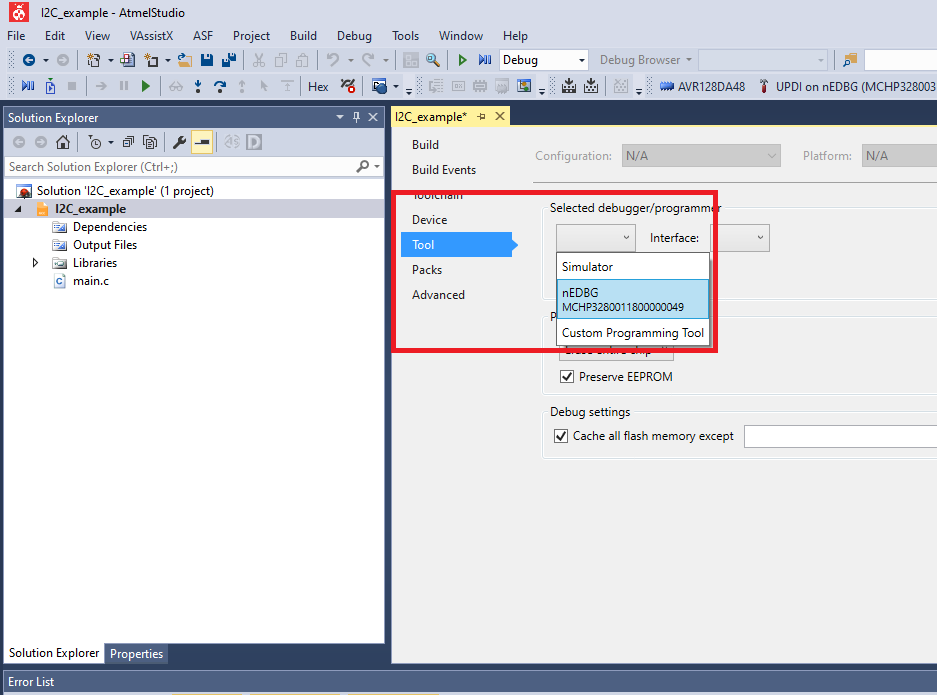 I2C_example - AtmelStudio
File Edit View VAssistX ASF Project Build Debug Tools Window Help
Debug Debug Browser
Hex AVR128DA48 UPDI on nEDBG (MCHP328003
Solution Explorer
Search Solution Explorer (Ctrl+;)
Solution 'I2C_example' (1 project)
I2C_example
Dependencies
Output Files
Libraries
C main.c
Solution Explorer Properties
Error List
I2C_example*
Build
Build Events
Toolchain
Device
Tool
Packs
Advanced
Configuration: N/A Platform: N/A
Selected debugger/programmer
Interface:
Simulator
nEDBG
MCHP3280011800000049
Custom Programming Tool
Erase entire chip
Preserve EEPROM
Debug settings
Cache all flash memory except